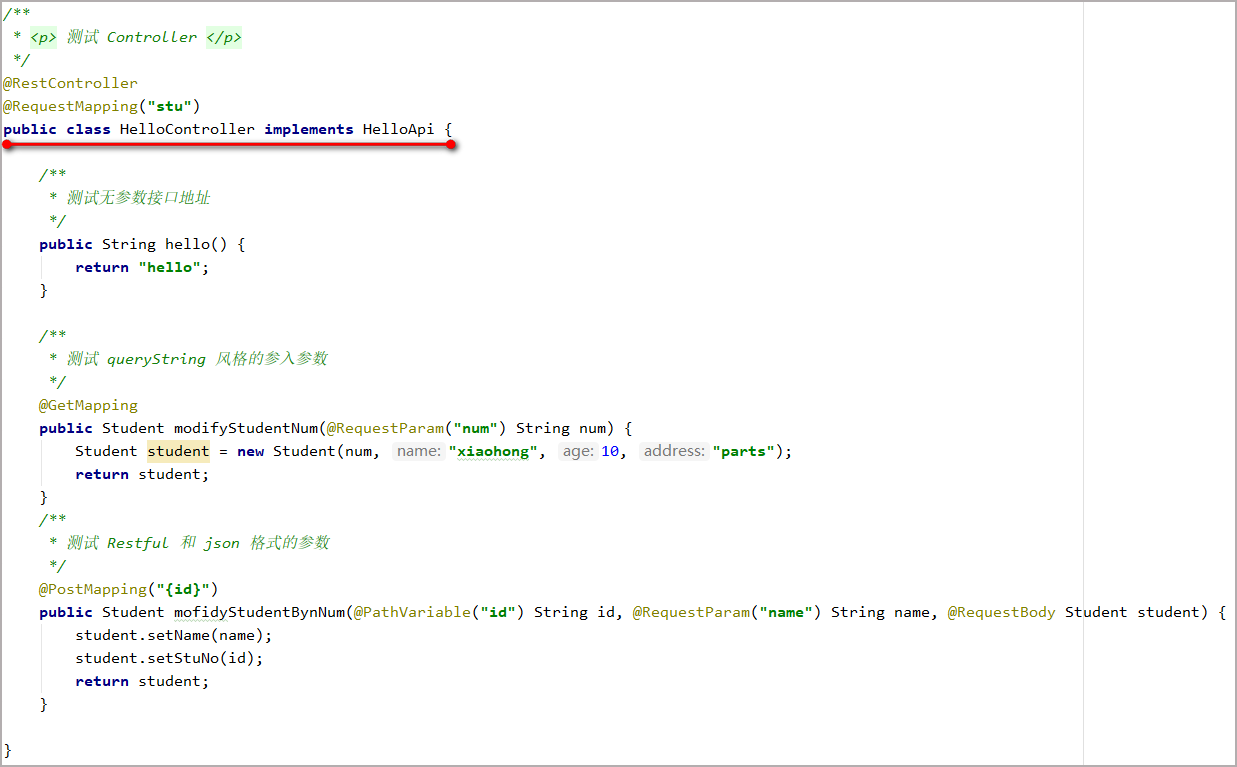 /**
 * <p> 测试 Controller </p>
 */
@RestController
@RequestMapping("stu")
public class HelloController implements HelloApi {
    /**
     * 测试无参数接口地址
     */
    public String hello() {
        return "hello";
    }
    /**
     * 测试 queryString 风格的参入参数
     */
    @GetMapping
    public Student modifyStudentNum(@RequestParam("num") String num) {
        Student student = new Student(num, name: "xiaohong", age: 10, address: "parts");
        return student;
    }
    /**
     * 测试 Restful 和 json 格式的参数
     */
    @PostMapping("{id}")
    public Student mofidyStudentBynNum(@PathVariable("id") String id, @RequestParam("name") String name, @RequestBody Student student) {
        student.setName(name);
        student.setStuNo(id);
        return student;
    }
}